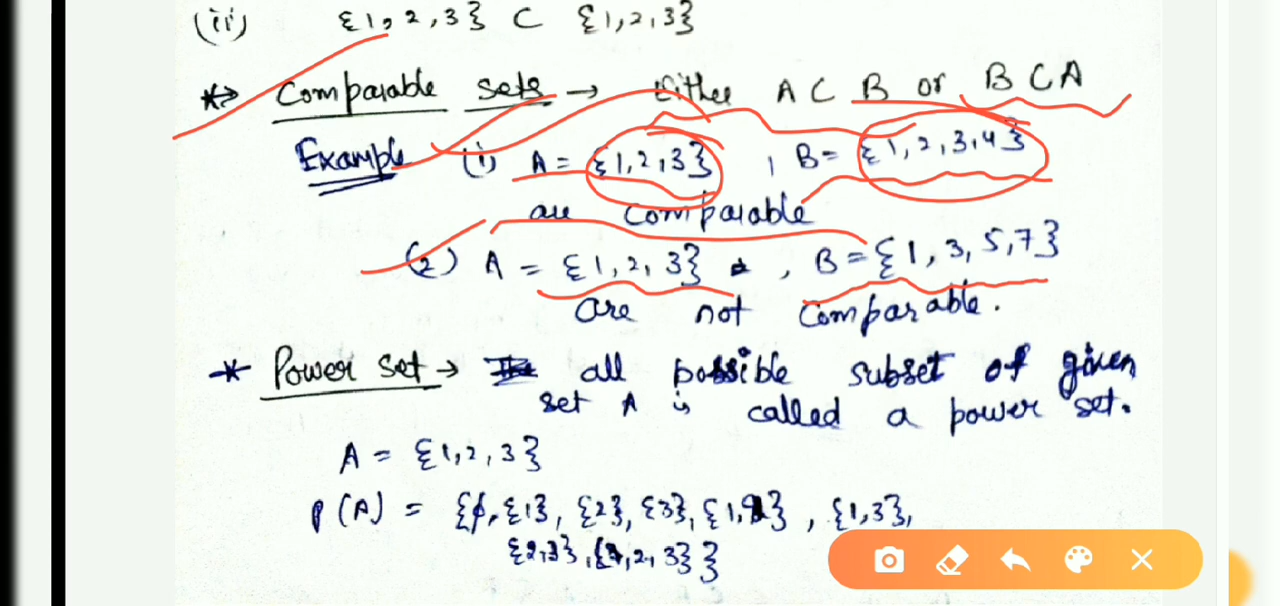 (ii) {1,2,3} ⊂ {1,2,3}
* Comparable sets → Either A ⊂ B or B ⊂ A
Example (i) A = {1,2,3} , B = {1,2,3,4}
are comparable
(2) A = {1,2,3} , B = {1,3,5,7}
are not comparable.
* Power set → all possible subset of given
set A is called a power set.
A = {1,2,3}
P(A) = {ϕ, {1}, {2}, {3}, {1,2}, {1,3},
{2,3}, {1,2,3}}